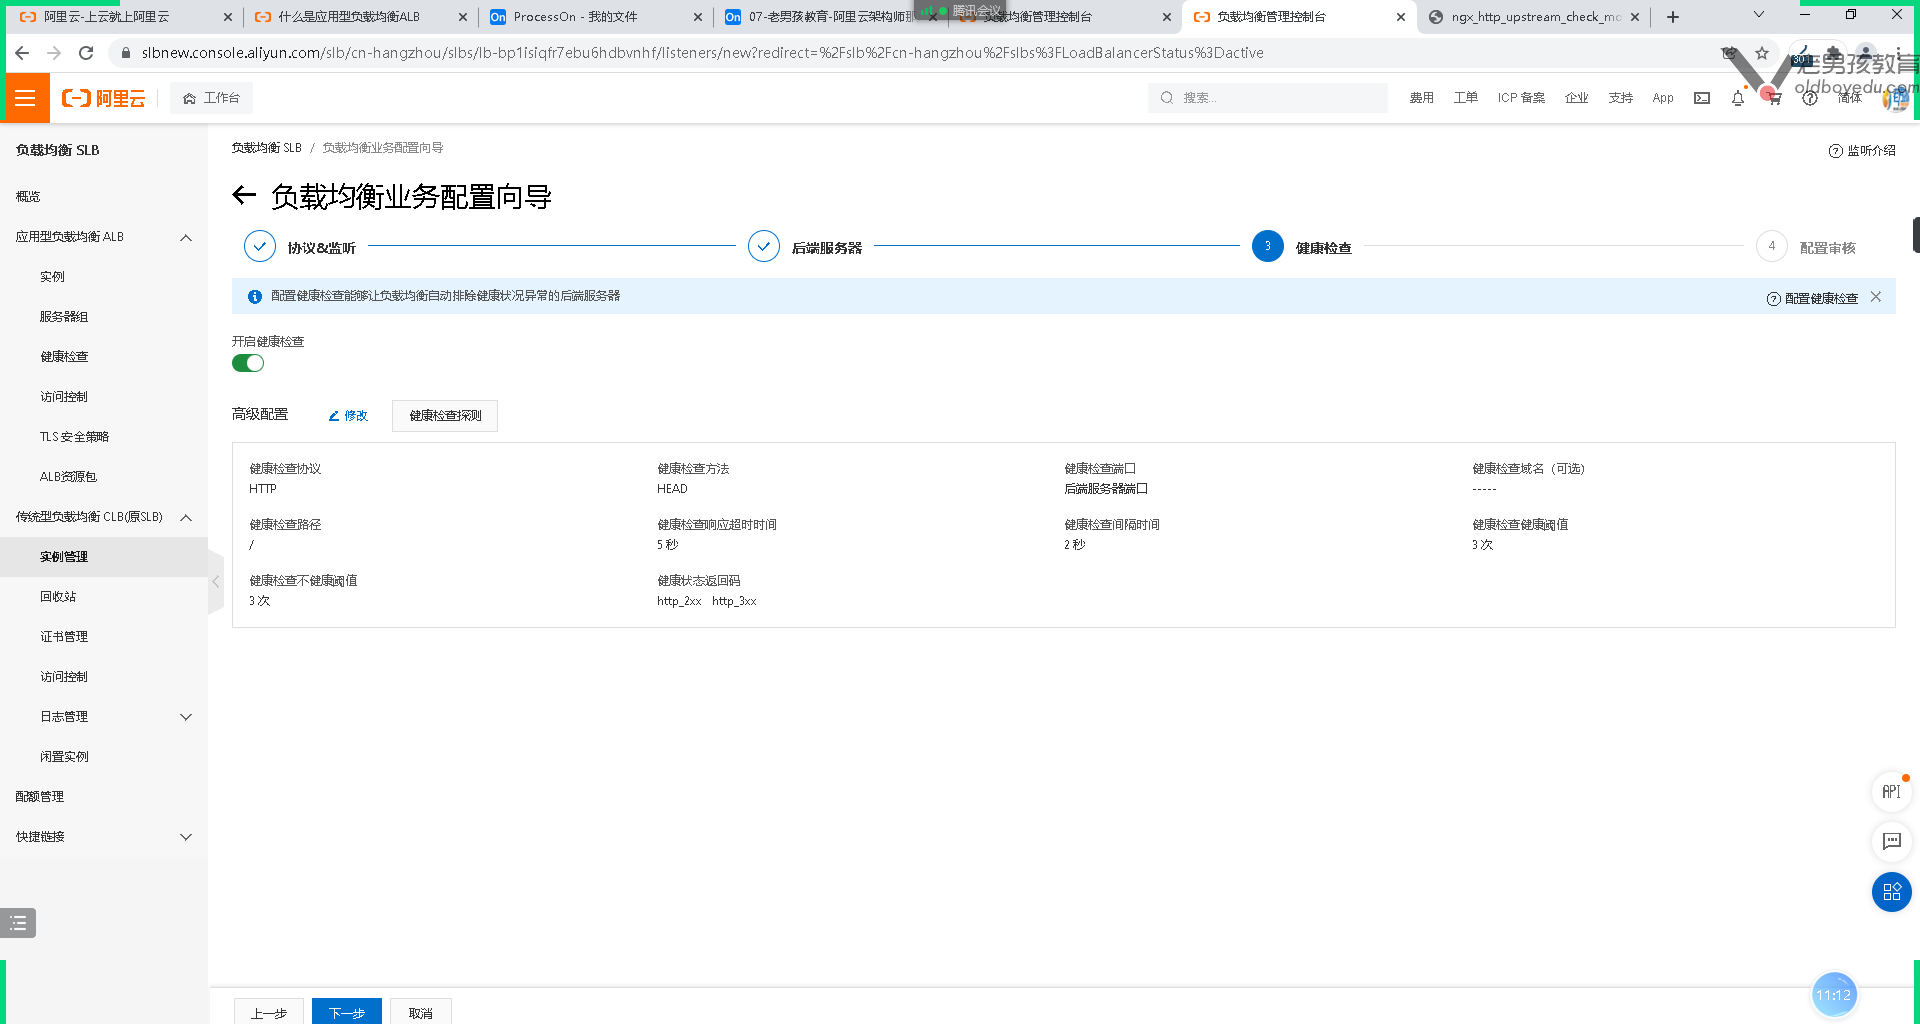 阿里云-上云就上阿里云
什么是应用型负载均衡ALB
ProcessOn - 我的文件
07-老男孩教育-阿里云架构师
腾讯会议
负载均衡管理控制台
负载均衡管理控制台
ngx_http_upstream_check_mo
slbnew.console.aliyun.com/slb/cn-hangzhou/slbs/lb-bp1isiqfr7ebu6hdbvnhf/listeners/new?redirect=%2Fslb%2Fcn-hangzhou%2Fslbs%3FLoadBalancerStatus%3Dactive
老男孩教育
oldboyedu.com
阿里云
工作台
搜索...
费用
工单
ICP 备案
企业
支持
App
简体
负载均衡 SLB
概览
应用型负载均衡 ALB
实例
服务器组
健康检查
访问控制
TLS 安全策略
ALB资源包
传统型负载均衡 CLB(原SLB)
实例管理
回收站
证书管理
访问控制
日志管理
闲置实例
配额管理
快捷链接
负载均衡 SLB / 负载均衡业务配置向导
监听介绍
负载均衡业务配置向导
协议&监听
后端服务器
3 健康检查
4 配置审核
配置健康检查能够让负载均衡自动排除健康状况异常的后端服务器
配置健康检查
开启健康检查
高级配置
修改
健康检查探测
健康检查协议
HTTP
健康检查方法
HEAD
健康检查端口
后端服务器端口
健康检查域名（可选）
-----
健康检查路径
/
健康检查响应超时时间
5 秒
健康检查间隔时间
2 秒
健康检查健康阈值
3 次
健康检查不健康阈值
3 次
健康状态返回码
http_2xx http_3xx
API
11:12
上一步
下一步
取消